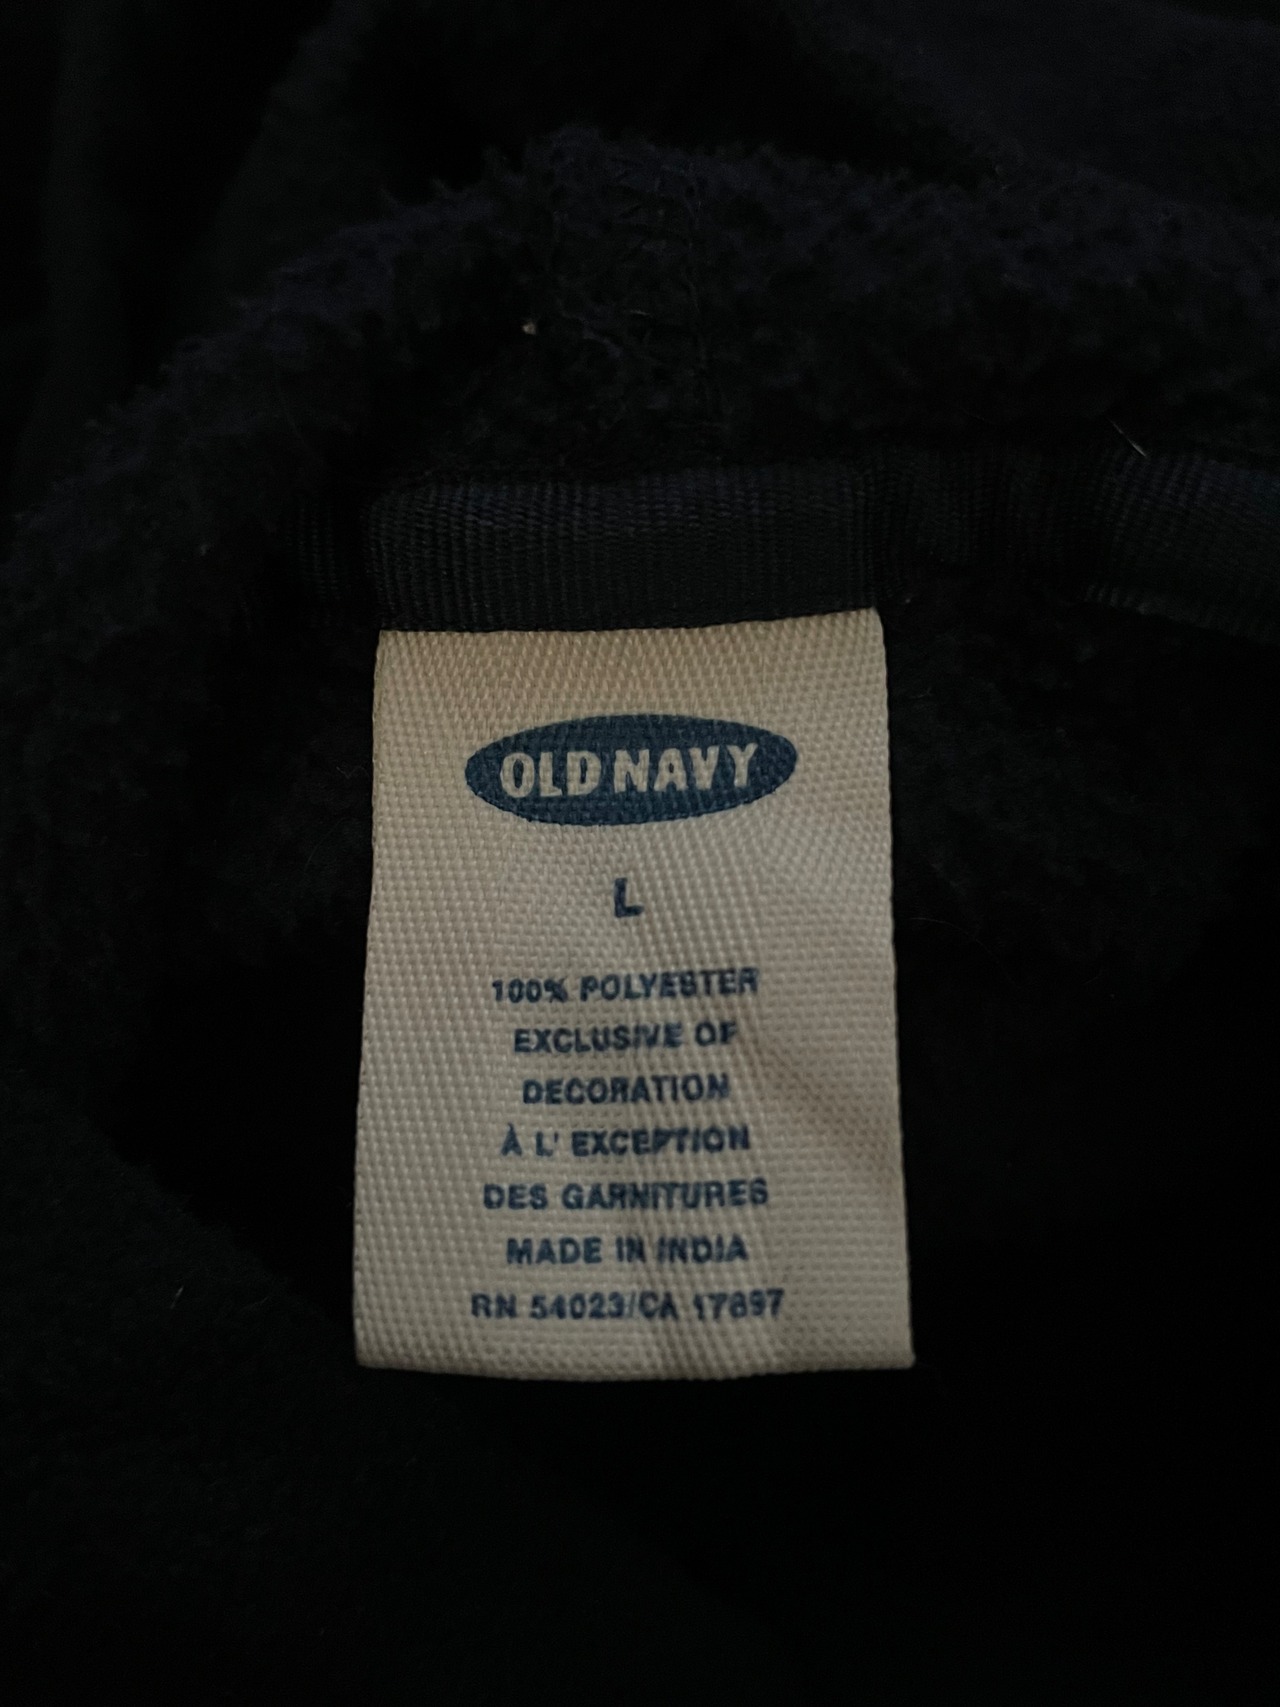 OLD NAVY
L
100% POLYESTER
EXCLUSIVE OF
DECORATION
À L' EXCEPTION
DES GARNITURES
MADE IN INDIA
RN 54023/CA 17897